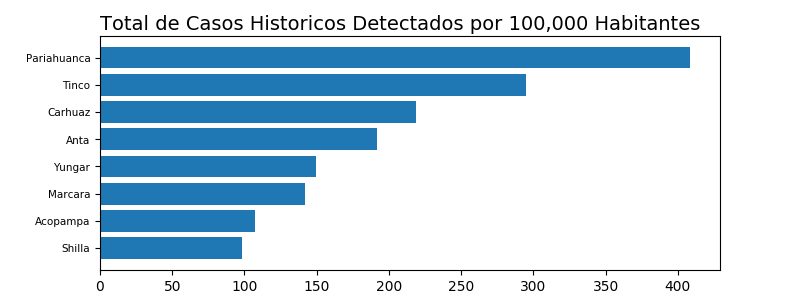 Total de Casos Historicos Detectados por 100,000 Habitantes
Pariahuanca
Tinco
Carhuaz
Anta
Yungar
Marcara
Acopampa
Shilla
0 50 100 150 200 250 300 350 400